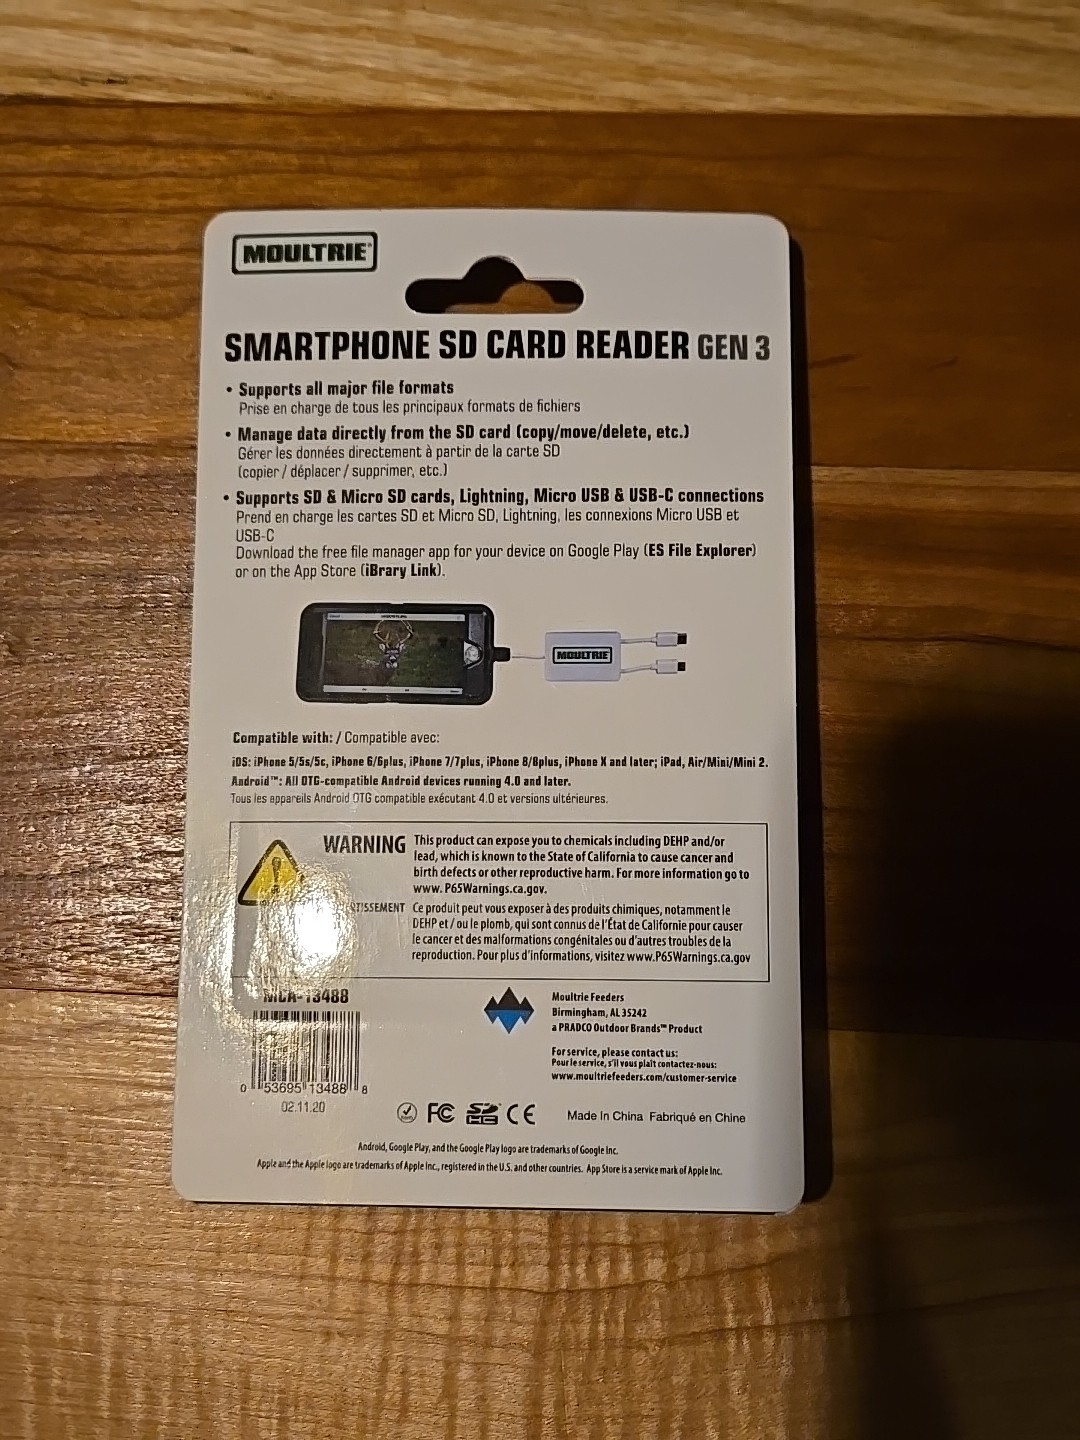 MOULTRIE
SMARTPHONE SD CARD READER GEN 3
• Supports all major file formats
Prise en charge de tous les principaux formats de fichiers
• Manage data directly from the SD card (copy/move/delete, etc.)
Gérer les données directement à partir de la carte SD
(copier / déplacer / supprimer, etc.)
• Supports SD & Micro SD cards, Lightning, Micro USB & USB-C connections
Prend en charge les cartes SD et Micro SD, Lightning, les connexions Micro USB et
USB-C
Download the free file manager app for your device on Google Play (ES File Explorer)
or on the App Store (iBrary Link).
MOULTRIE
Compatible with: / Compatible avec:
iOS: iPhone 5/5s/5c, iPhone 6/6plus, iPhone 7/7plus, iPhone 8/8plus, iPhone X and later; iPad, Air/Mini/Mini 2.
Android™: All OTG-compatible Android devices running 4.0 and later.
Tous les appareils Android OTG compatible exécutant 4.0 et versions ultérieures.
WARNING This product can expose you to chemicals including DEHP and/or
lead, which is known to the State of California to cause cancer and
birth defects or other reproductive harm. For more information go to
www. P65Warnings.ca.gov.
Ce produit peut vous exposer à des produits chimiques, notamment le
DEHP et / ou le plomb, qui sont connus de l'État de Californie pour causer
le cancer et des malformations congénitales ou d'autres troubles de la
reproduction. Pour plus d'informations, visitez www.P65Warnings.ca.gov
MCA-13488
0 53695 13488 8
02.11.20
Moultrie Feeders
Birmingham, AL 35242
a PRADCO Outdoor Brands™ Product
For service, please contact us:
Pour le service, s'il vous plaît contactez-nous:
www.moultriefeeders.com/customer-service
FC SD HC CE
Made In China Fabriqué en Chine
Android, Google Play, and the Google Play logo are trademarks of Google Inc.
Apple and the Apple logo are trademarks of Apple Inc., registered in the U.S. and other countries. App Store is a service mark of Apple Inc.